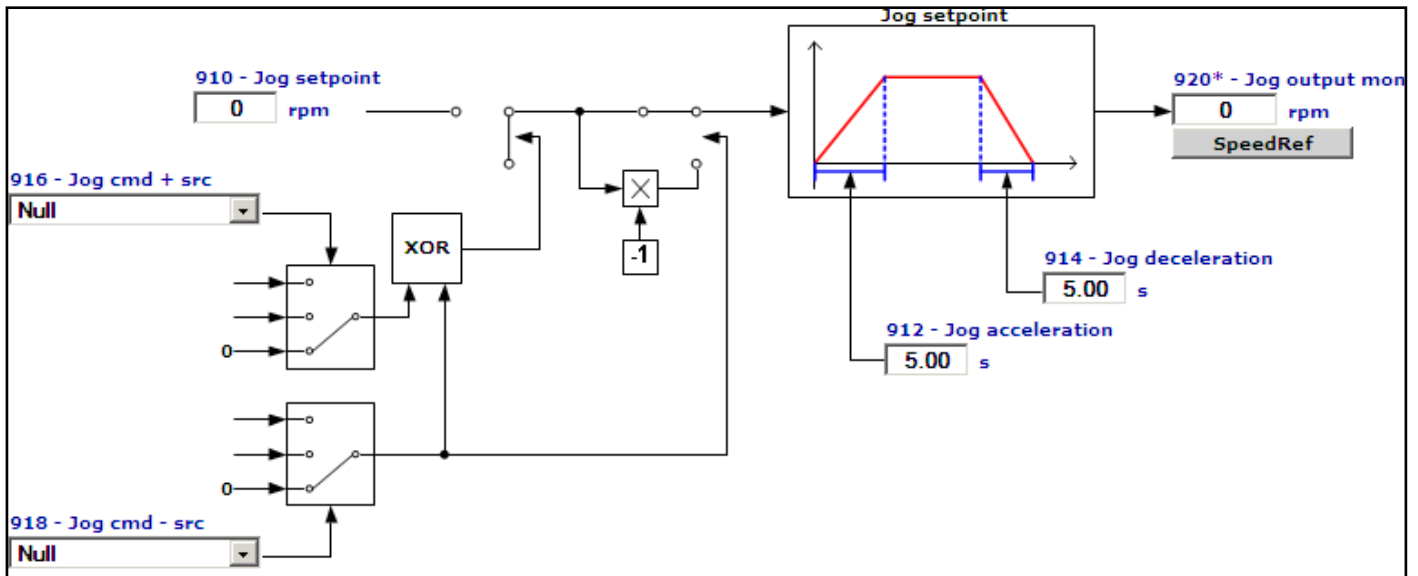 Jog setpoint
910 - Jog setpoint
0 rpm
920* - Jog output mon
0 rpm
SpeedRef
916 - Jog cmd + src
Null
XOR
-1
0
914 - Jog deceleration
5.00 s
912 - Jog acceleration
5.00 s
0
918 - Jog cmd - src
Null